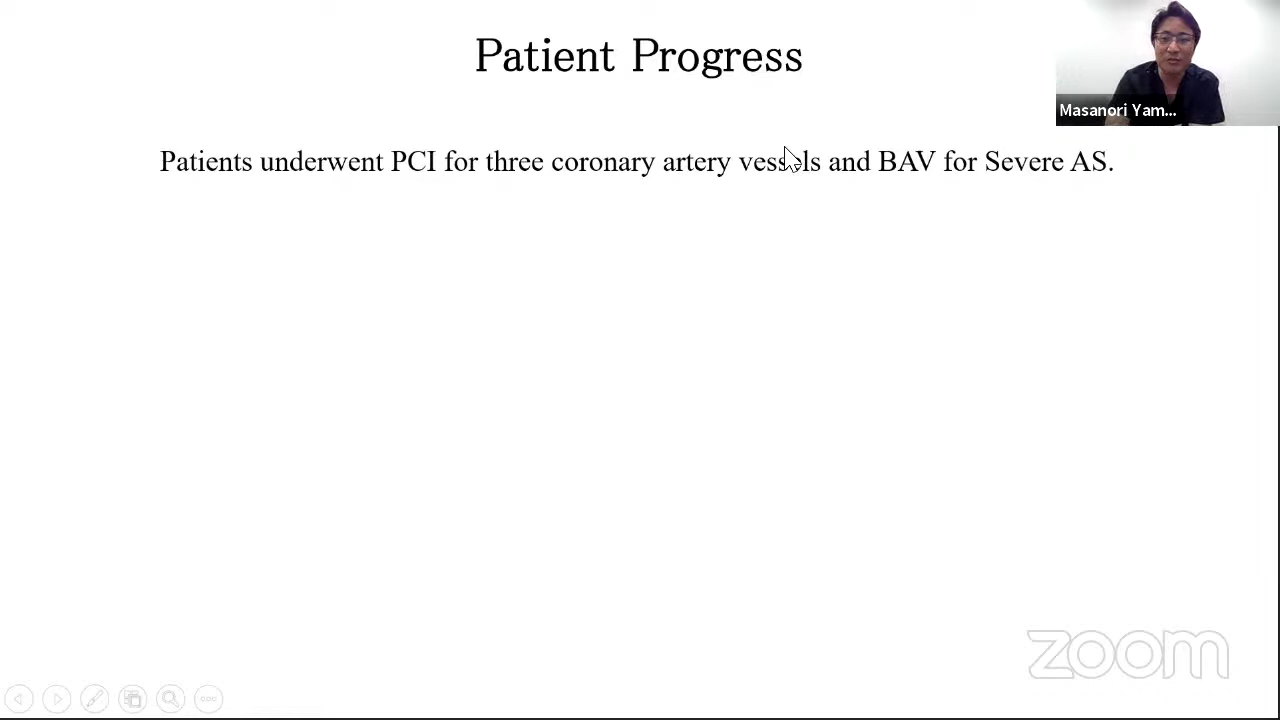 Patient Progress
Masanori Yam...
Patients underwent PCI for three coronary artery vessels and BAV for Severe AS.
zoom